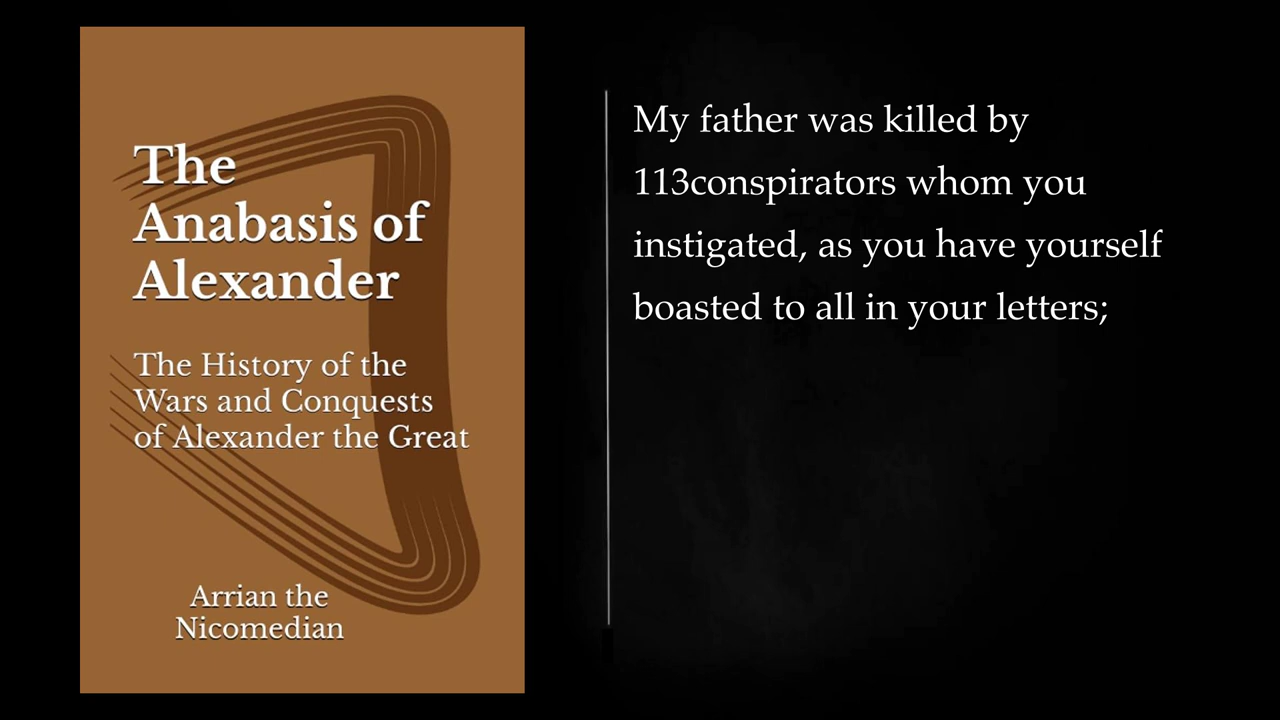 The
Anabasis of
Alexander
The History of the
Wars and Conquests
of Alexander the Great
Arrian the
Nicomedian
My father was killed by
113conspirators whom you
instigated, as you have yourself
boasted to all in your letters;